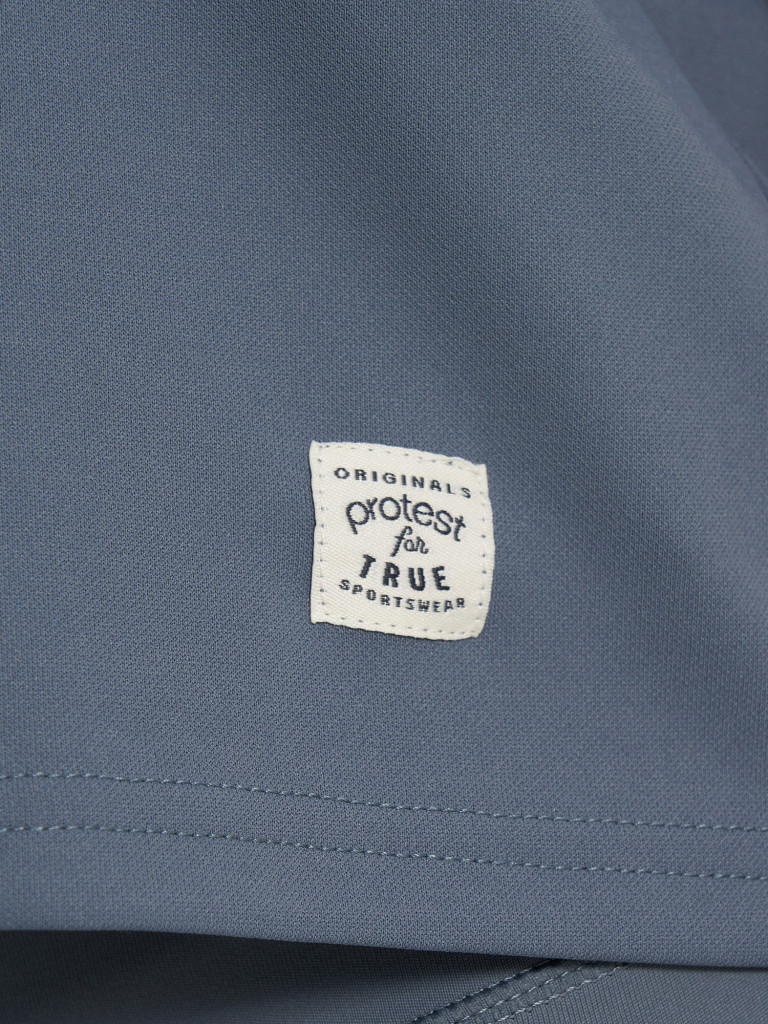 ORIGINALS
protest
for
TRUE
SPORTSWEAR